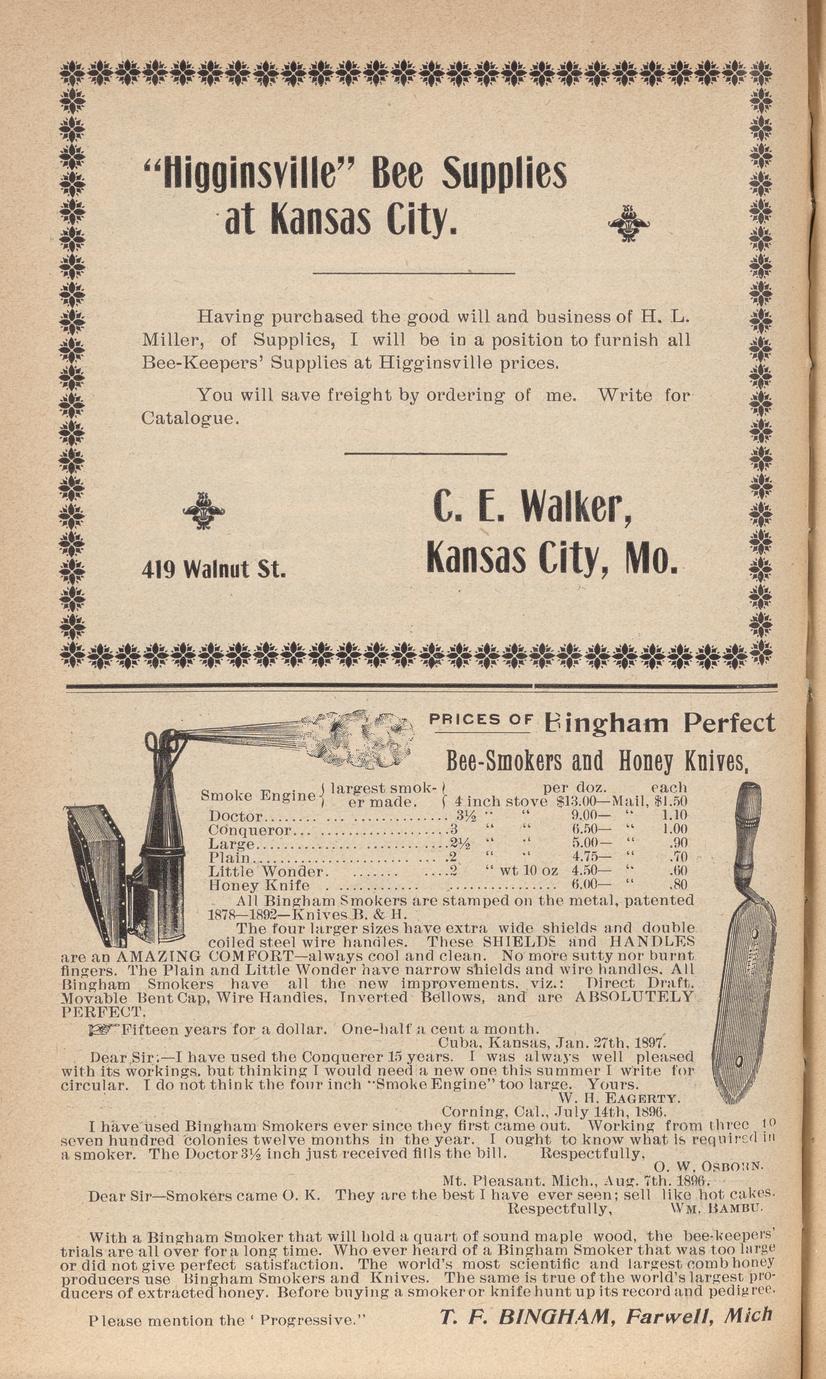 “Higginsville” Bee Supplies
at Kansas City.
Having purchased the good will and business of H. L.
Miller, of Supplies, I will be in a position to furnish all
Bee-Keepers’ Supplies at Higginsville prices.
You will save freight by ordering of me. Write for
Catalogue.
C. E. Walker,
419 Walnut St.
Kansas City, Mo.
PRICES OF Bingham Perfect
Bee-Smokers and Honey Knives,
Smoke Engine { largest smok-er made. } per doz. each
4 inch stove $13.00—Mail, $1.50
Doctor........ ... .............. 3½ “ “ 9.00— “ 1.10
Conqueror... ....................3 “ “ 6.50— “ 1.00
Large............................2½ “ “ 5.00— “ .90
Plain......................... ... .2 “ “ 4.75— “ .70
Little Wonder. ....... ....2 “ wt 10 oz 4.50— “ .60
Honey Knife . ............ ................ 6.00— “ .80
All Bingham Smokers are stamped on the metal, patented
1878—1892—Knives B. & H.
The four larger sizes have extra wide shields and double
coiled steel wire handles. These SHIELDS and HANDLES
are an AMAZING COMFORT—always cool and clean. No more sutty nor burnt
fingers. The Plain and Little Wonder have narrow shields and wire handles. All
Bingham Smokers have all the new improvements, viz.: Direct Draft,
Movable Bent Cap, Wire Handles, Inverted Bellows, and are ABSOLUTELY
PERFECT.
☞Fifteen years for a dollar. One-half a cent a month.
Cuba, Kansas, Jan. 27th, 1897.
Dear Sir;—I have used the Conquerer 15 years. I was always well pleased
with its workings, but thinking I would need a new one this summer I write for
circular. I do not think the four inch “Smoke Engine” too large. Yours.
W. H. EAGERTY.
Corning, Cal., July 14th, 1896.
I have used Bingham Smokers ever since they first came out. Working from three to
seven hundred colonies twelve months in the year. I ought to know what is required in
a smoker. The Doctor 3½ inch just received fills the bill. Respectfully,
O. W. OSBORN.
Mt. Pleasant. Mich., Aug. 7th. 1896.
Dear Sir—Smokers came O. K. They are the best I have ever seen; sell like hot cakes.
Respectfully, WM. BAMBU.
With a Bingham Smoker that will hold a quart of sound maple wood, the bee-keepers’
trials are all over for a long time. Who ever heard of a Bingham Smoker that was too large
or did not give perfect satisfaction. The world’s most scientific and largest comb honey
producers use Bingham Smokers and Knives. The same is true of the world’s largest pro-
ducers of extracted honey. Before buying a smoker or knife hunt up its record and pedigree.
Please mention the ‘ Progressive.” T. F. BINGHAM, Farwell, Mich